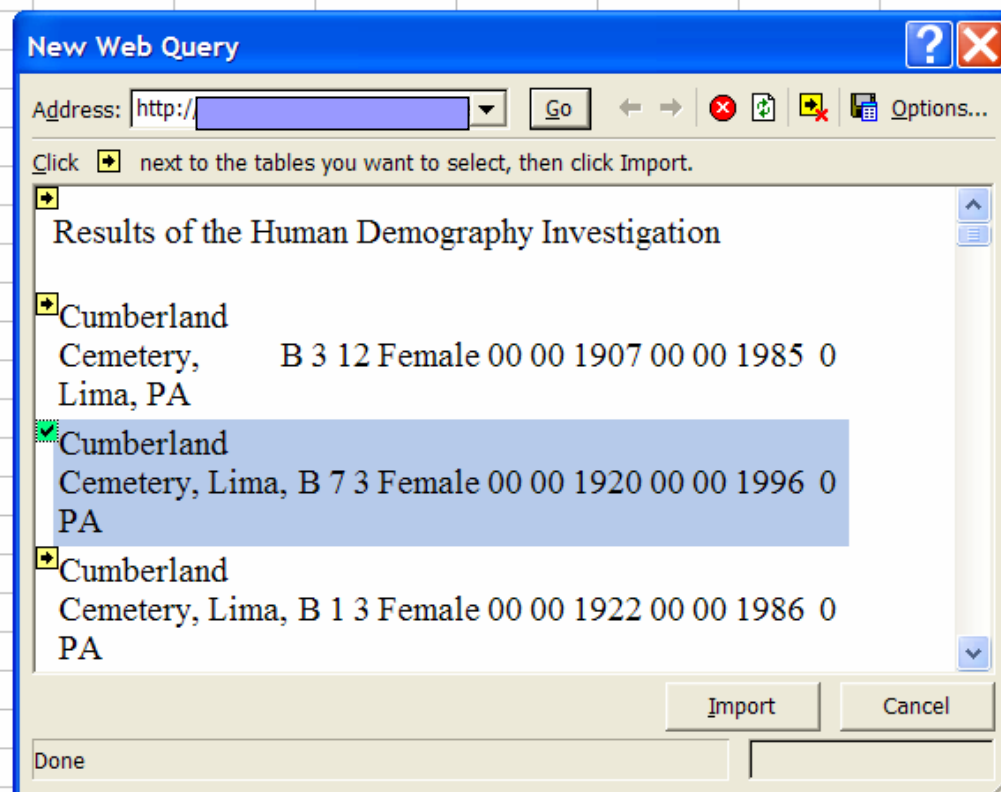 New Web Query
Address: http:/ Go Options...
Click next to the tables you want to select, then click Import.
Results of the Human Demography Investigation
Cumberland
Cemetery, B 3 12 Female 00 00 1907 00 00 1985 0
Lima, PA
Cumberland
Cemetery, Lima, B 7 3 Female 00 00 1920 00 00 1996 0
PA
Cumberland
Cemetery, Lima, B 1 3 Female 00 00 1922 00 00 1986 0
PA
Import Cancel
Done